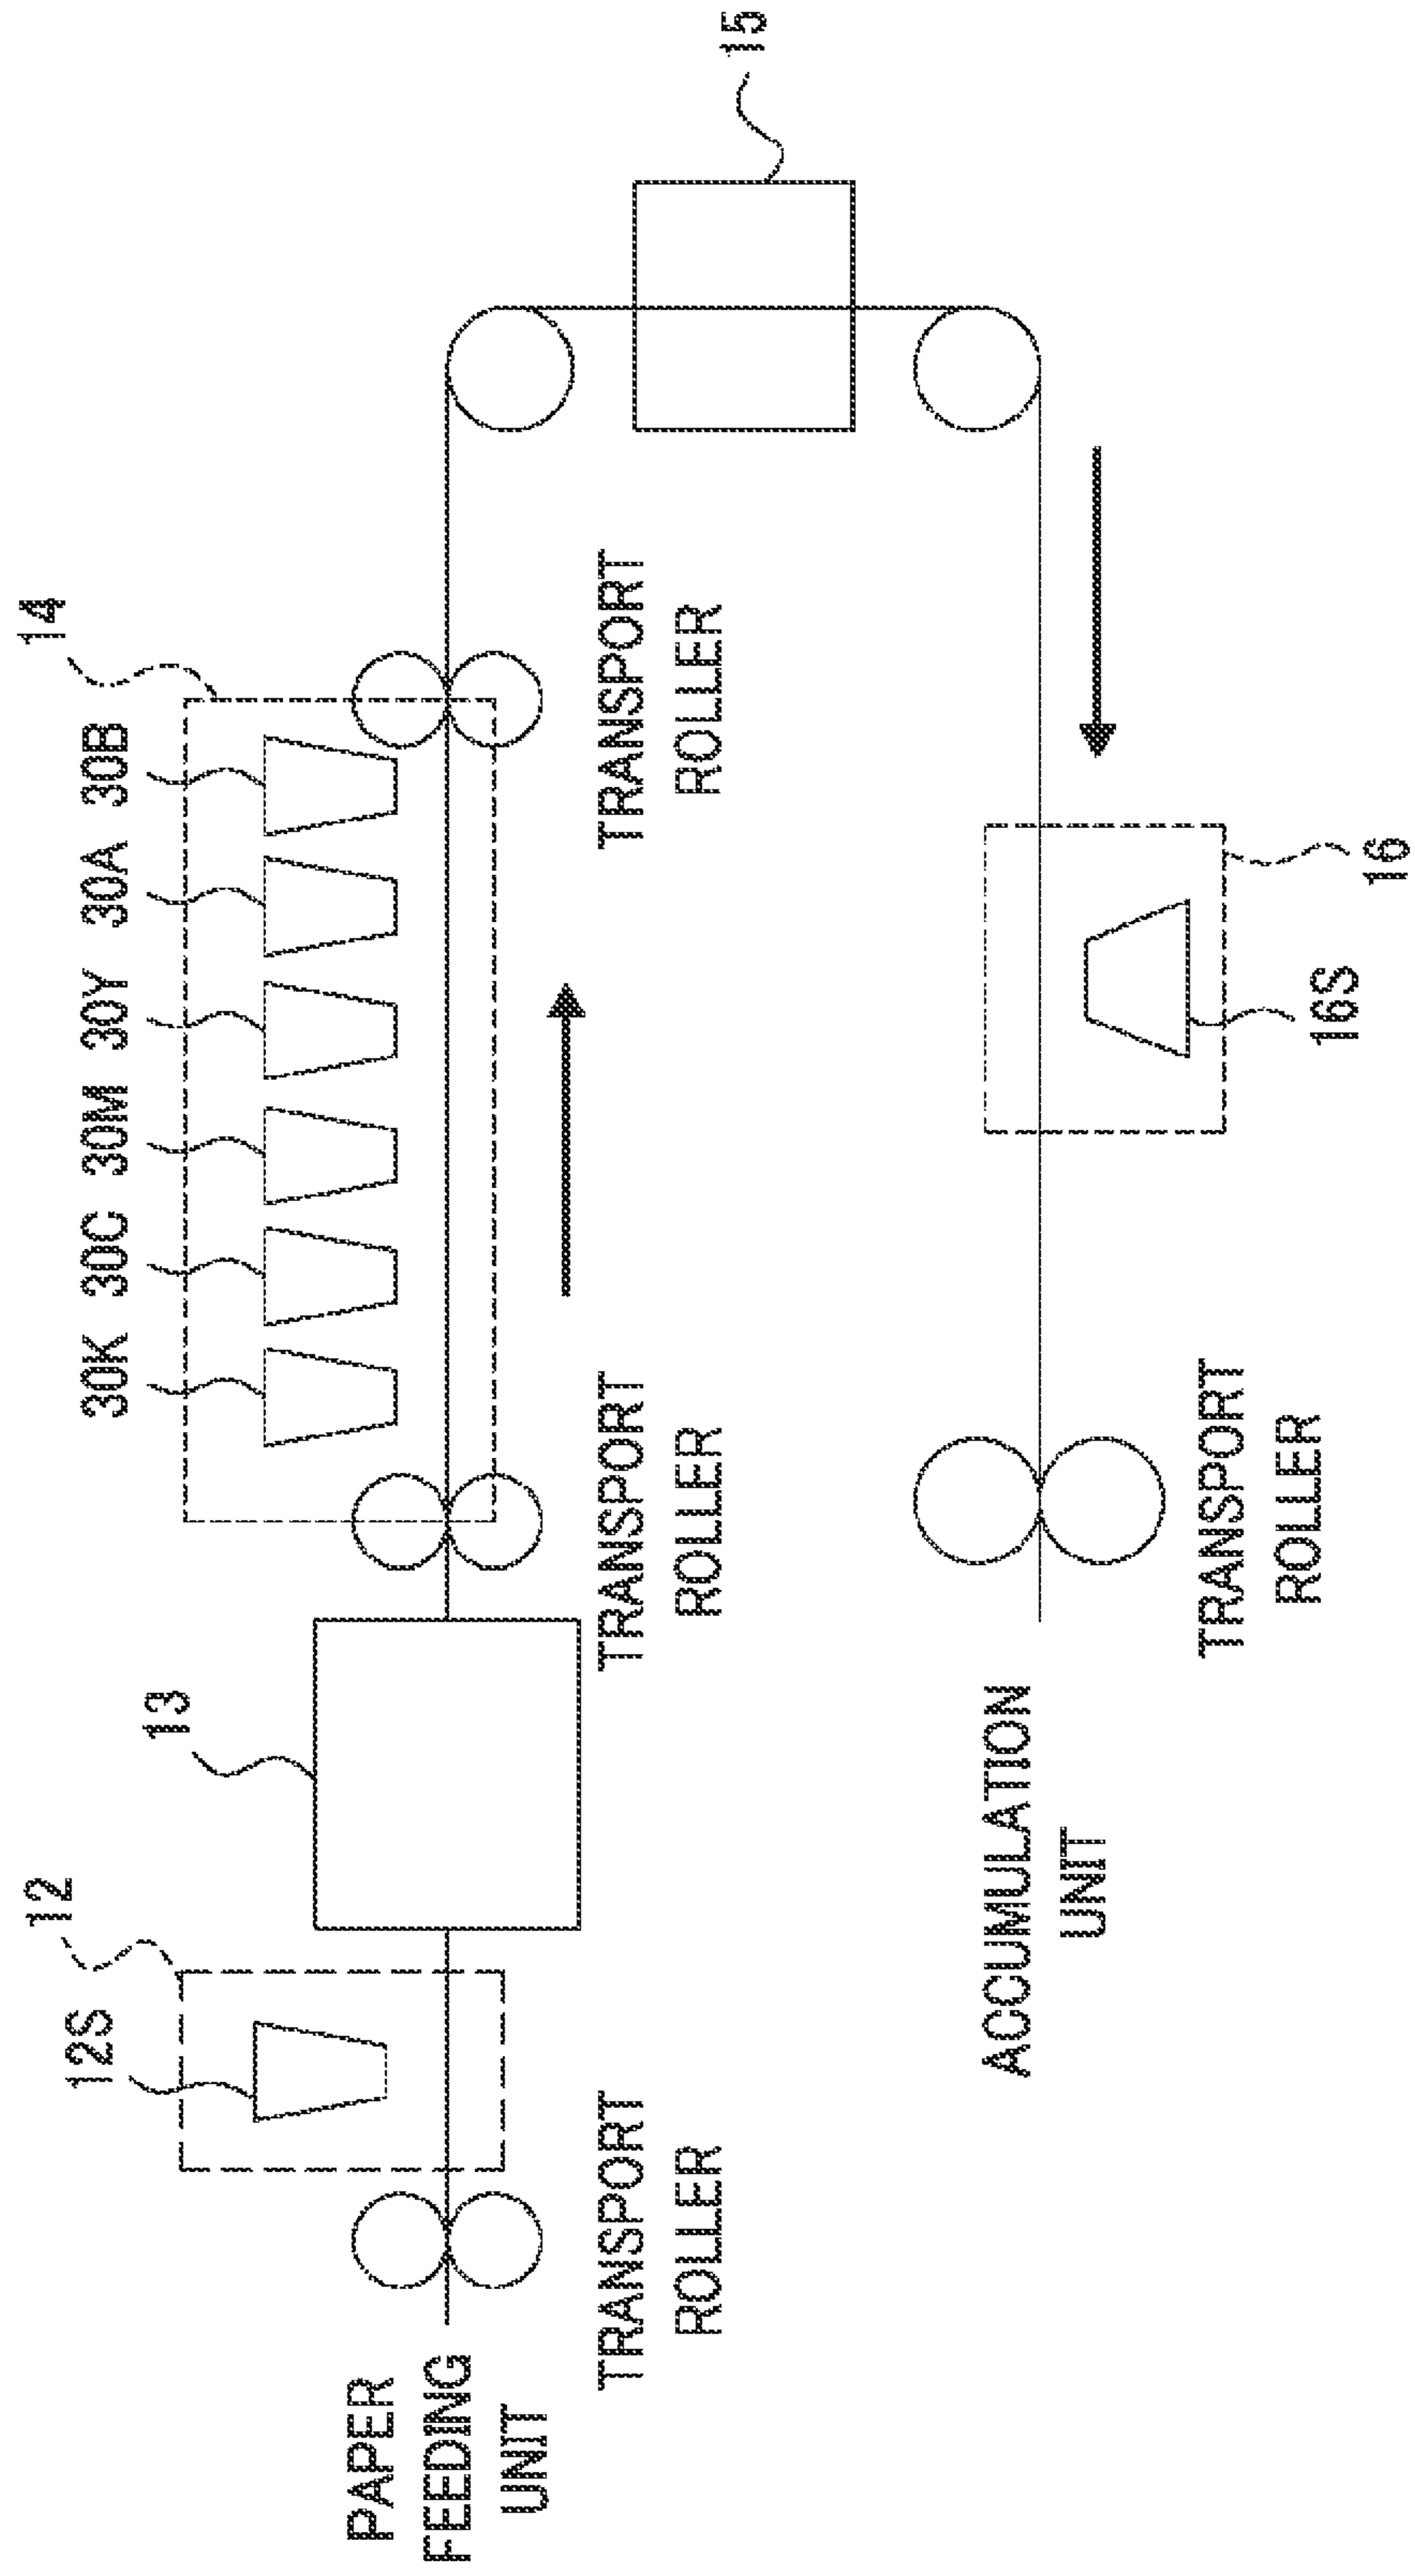 12
12S
13
14
30K 30C 30M 30Y 30A 30B
PAPER
FEEDING
UNIT
TRANSPORT
ROLLER
TRANSPORT
ROLLER
TRANSPORT
ROLLER
15
ACCUMULATION
UNIT
TRANSPORT
ROLLER
16S
16